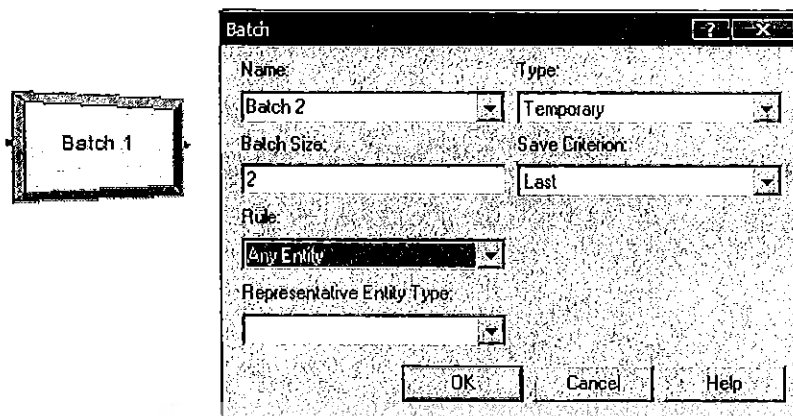 Batch
Name: Type:
Batch 2 Temporary
Batch 1
Batch Size: Save Criterion:
2 Last
Rule:
Any Entity
Representative Entity Type:
OK Cancel Help